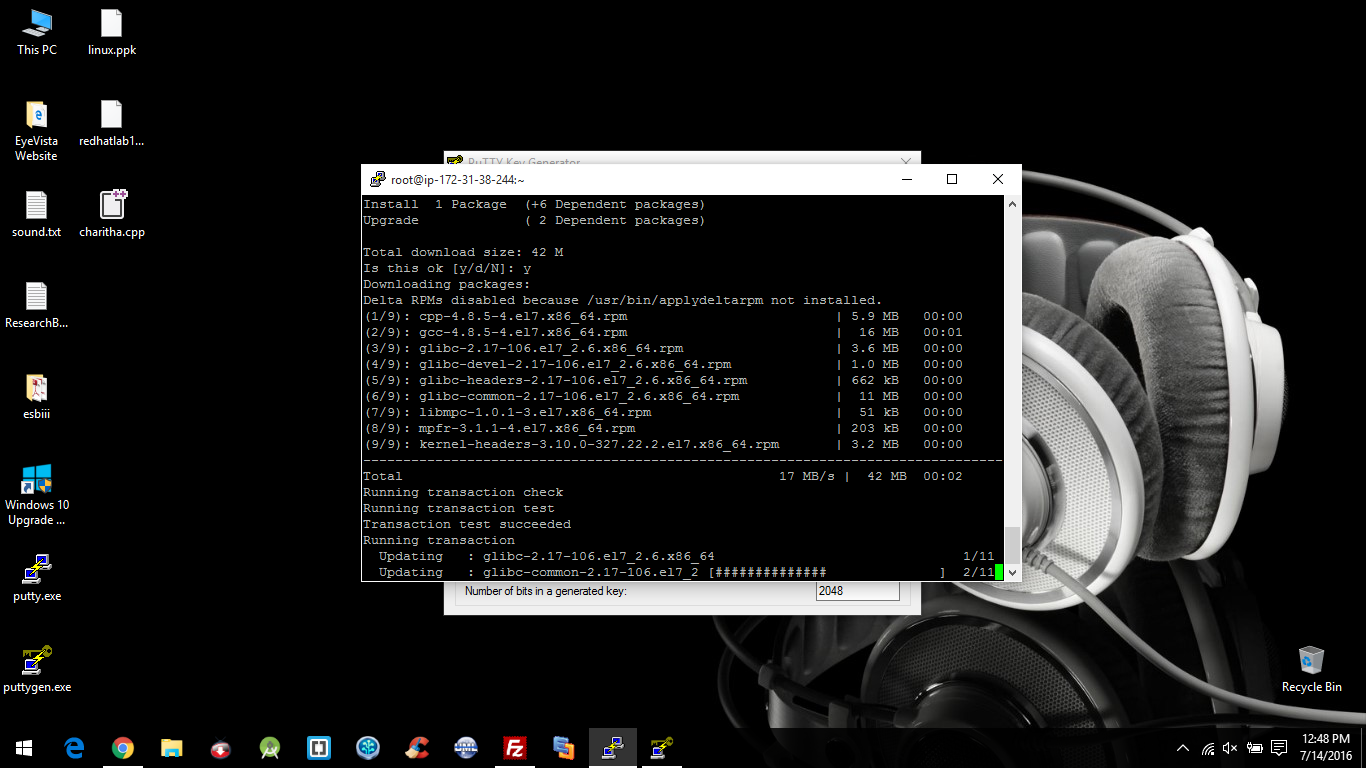 This PC
linux.ppk
EyeVista
Website
redhatlab1...
sound.txt
charitha.cpp
ResearchB...
esbiii
Windows 10
Upgrade ...
putty.exe
puttygen.exe
PuTTY Key Generator
root@ip-172-31-38-244:~
Install  1 Package  (+6 Dependent packages)
Upgrade             ( 2 Dependent packages)
Total download size: 42 M
Is this ok [y/d/N]: y
Downloading packages:
Delta RPMs disabled because /usr/bin/applydeltarpm not installed.
(1/9): cpp-4.8.5-4.el7.x86_64.rpm | 5.9 MB 00:00
(2/9): gcc-4.8.5-4.el7.x86_64.rpm | 16 MB 00:01
(3/9): glibc-2.17-106.el7_2.6.x86_64.rpm | 3.6 MB 00:00
(4/9): glibc-devel-2.17-106.el7_2.6.x86_64.rpm | 1.0 MB 00:00
(5/9): glibc-headers-2.17-106.el7_2.6.x86_64.rpm | 662 kB 00:00
(6/9): glibc-common-2.17-106.el7_2.6.x86_64.rpm | 11 MB 00:00
(7/9): libmpc-1.0.1-3.el7.x86_64.rpm | 51 kB 00:00
(8/9): mpfr-3.1.1-4.el7.x86_64.rpm | 203 kB 00:00
(9/9): kernel-headers-3.10.0-327.22.2.el7.x86_64.rpm | 3.2 MB 00:00
--------------------------------------------------------------------------------
Total 17 MB/s | 42 MB 00:02
Running transaction check
Running transaction test
Transaction test succeeded
Running transaction
Updating : glibc-2.17-106.el7_2.6.x86_64 1/11
Updating : glibc-common-2.17-106.el7_2 [############## ] 2/11
Number of bits in a generated key: 2048
Recycle Bin
12:48 PM
7/14/2016